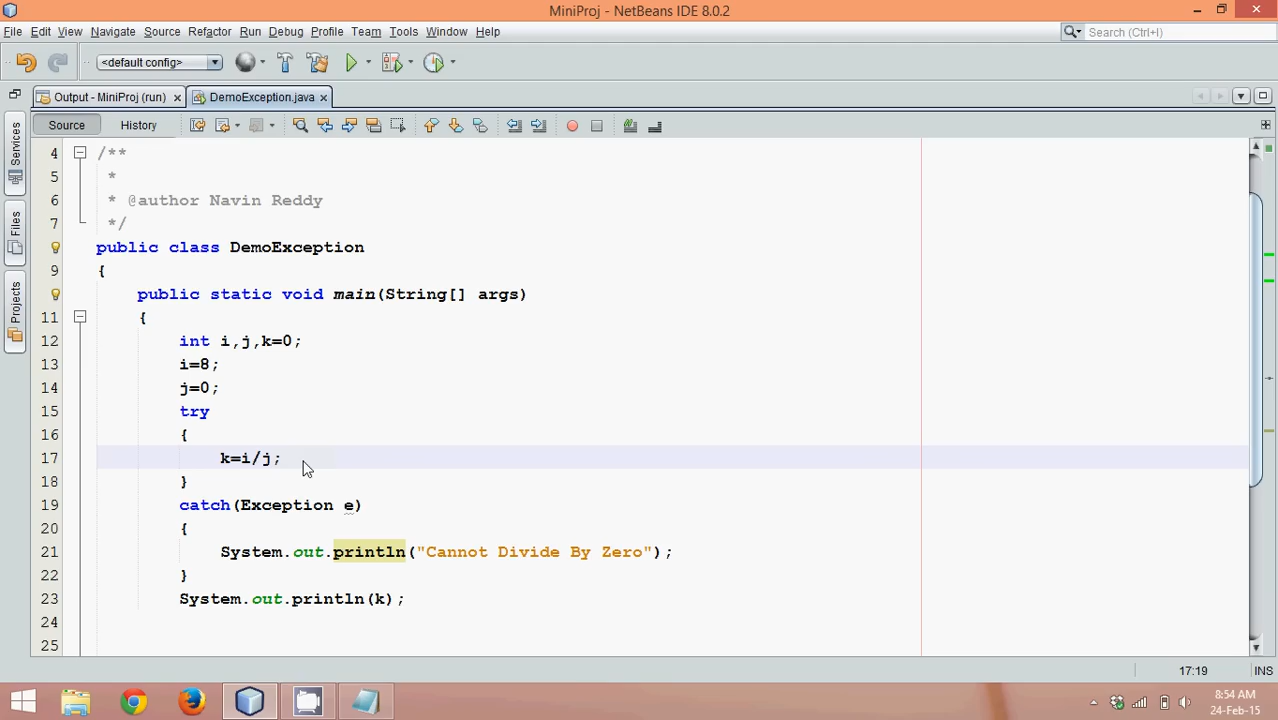 MiniProj - NetBeans IDE 8.0.2
File Edit View Navigate Source Refactor Run Debug Profile Team Tools Window Help
Search (Ctrl+I)
<default config>
Output - MiniProj (run) DemoException.java
Source History
Services
Files
Projects
4 /**
5 *
6 * @author Navin Reddy
7 */
public class DemoException
9 {
public static void main(String[] args)
11 {
12 int i,j,k=0;
13 i=8;
14 j=0;
15 try
16 {
17 k=i/j;
18 }
19 catch(Exception e)
20 {
21 System.out.println("Cannot Divide By Zero");
22 }
23 System.out.println(k);
24
25
17:19 INS
8:54 AM
24-Feb-15